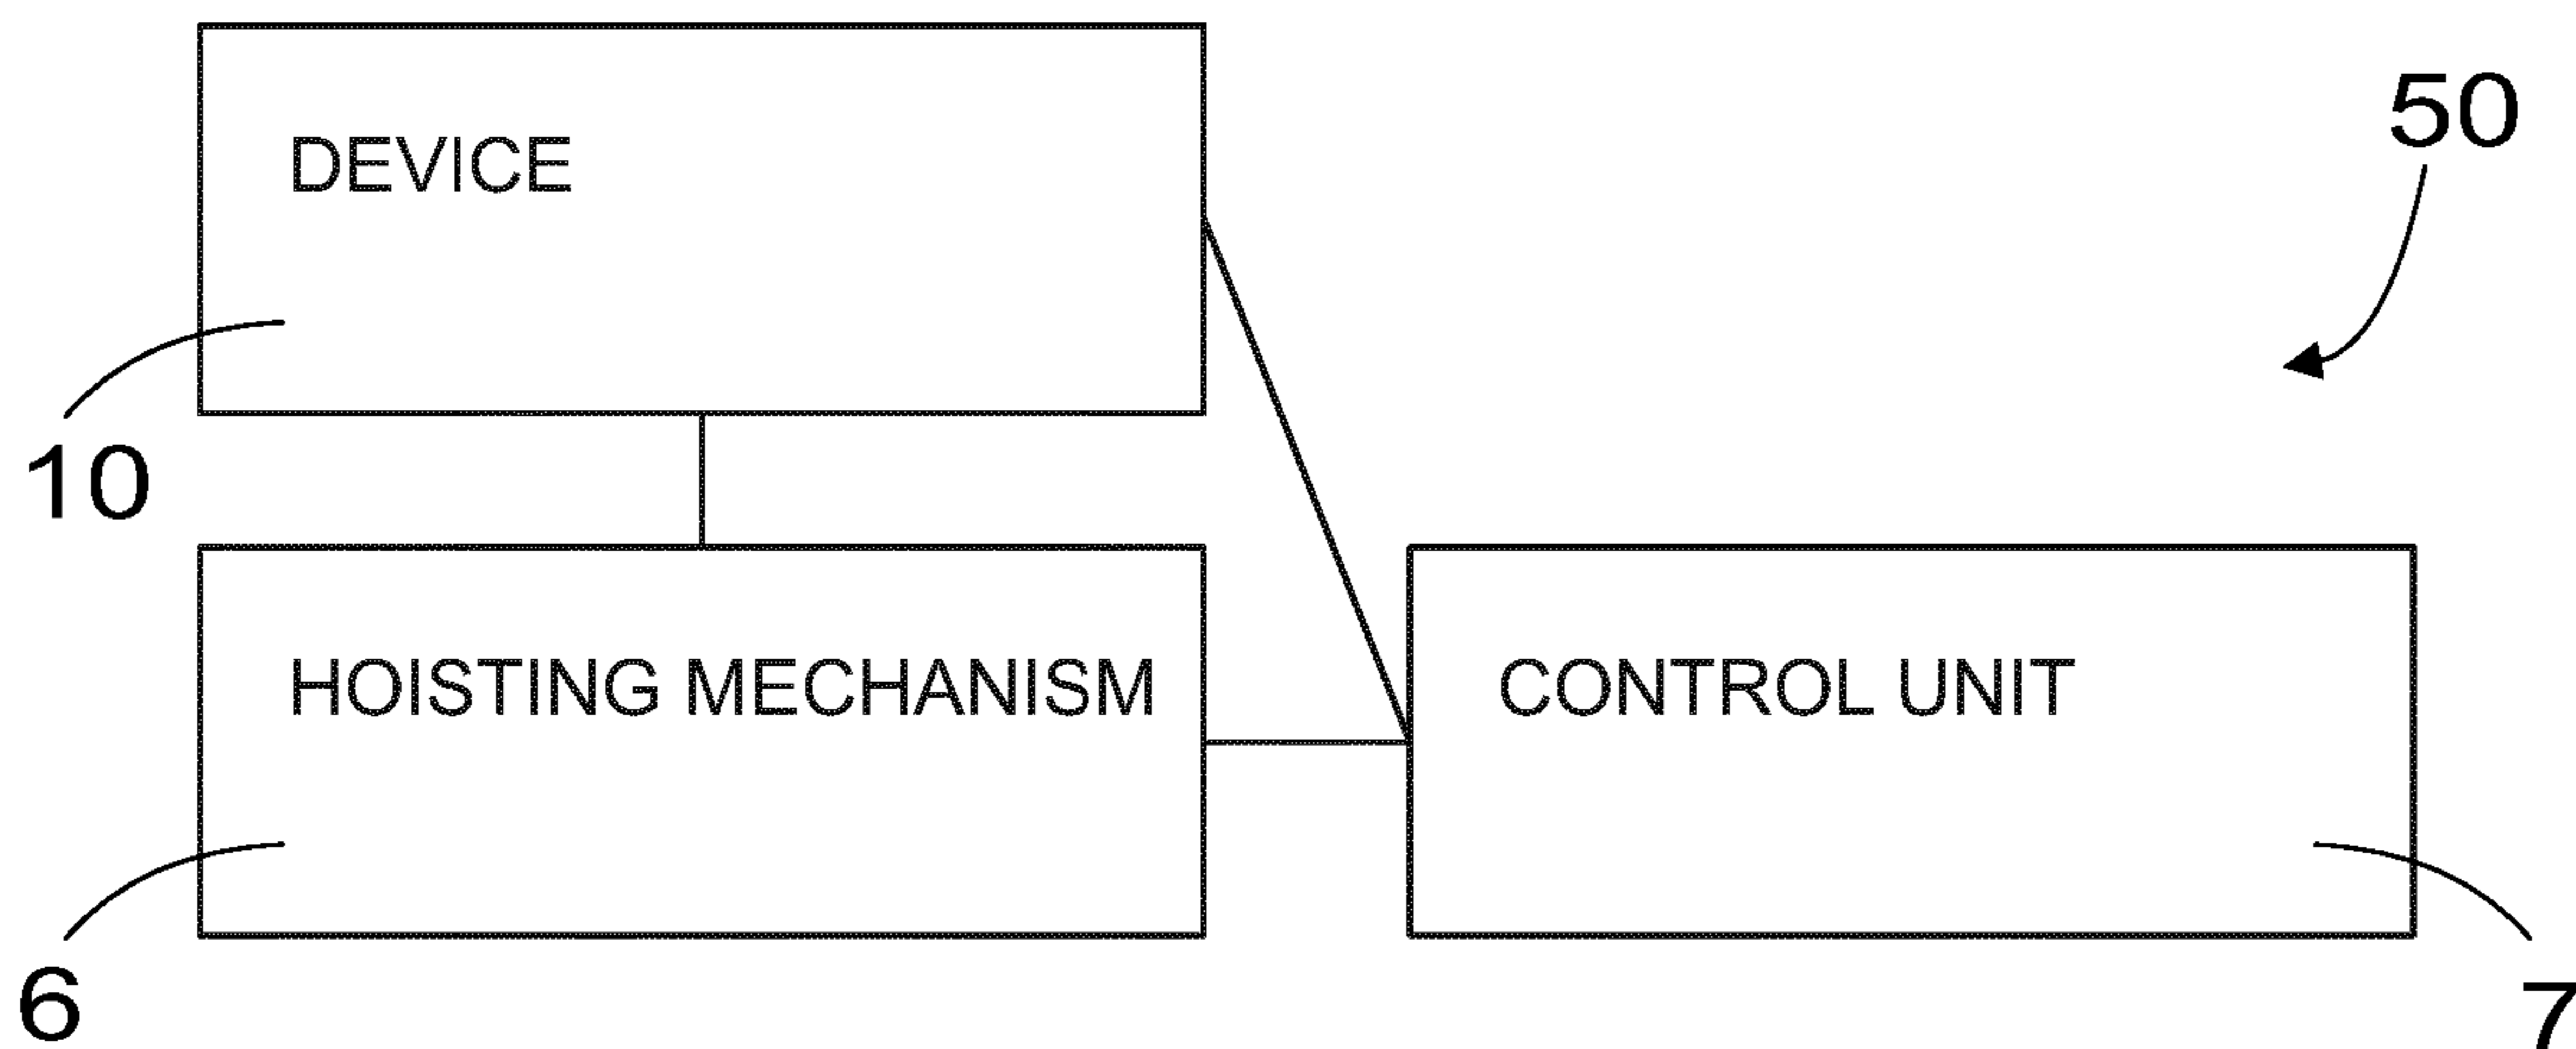 DEVICE
50
10
HOISTING MECHANISM
CONTROL UNIT
6
7